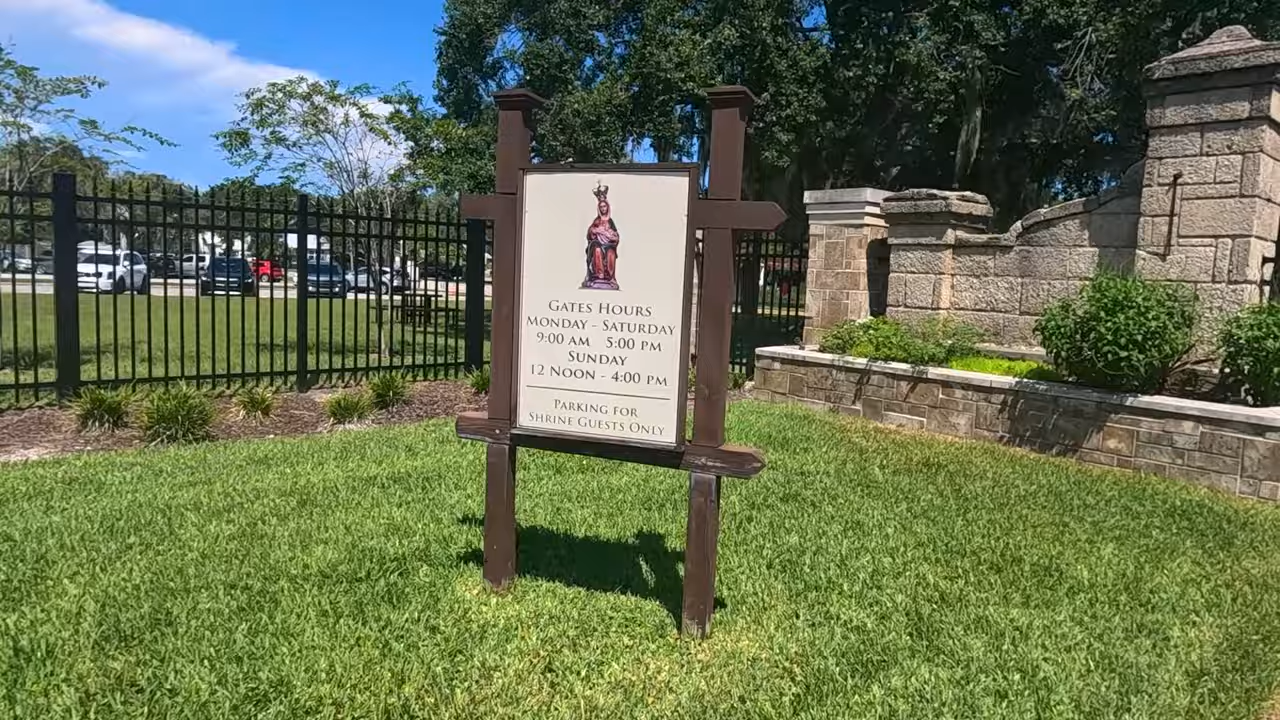 GATES HOURS
MONDAY - SATURDAY
9:00 AM 5:00 PM
SUNDAY
12 NOON - 4:00 PM
PARKING FOR
SHRINE GUESTS ONLY